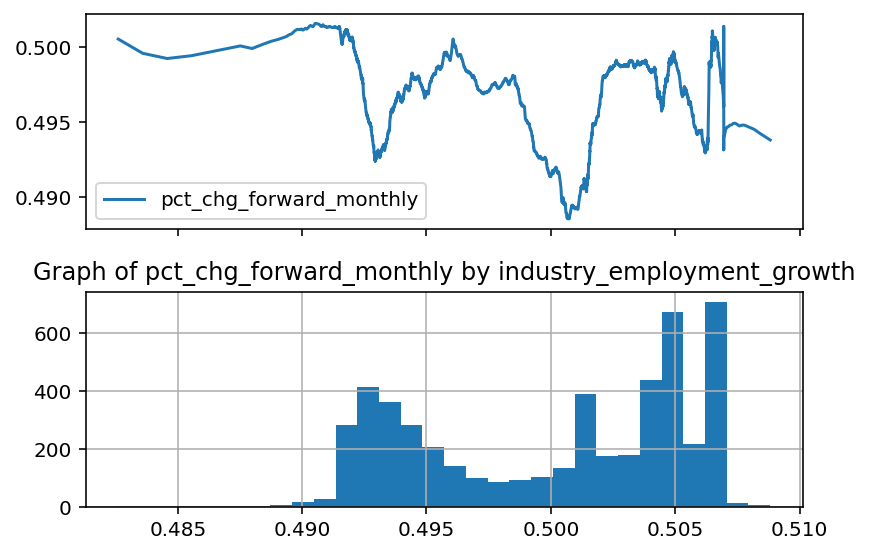 0.500
0.495
0.490
pct_chg_forward_monthly
Graph of pct_chg_forward_monthly by industry_employment_growth
600
400
200
0
0.485 0.490 0.495 0.500 0.505 0.510